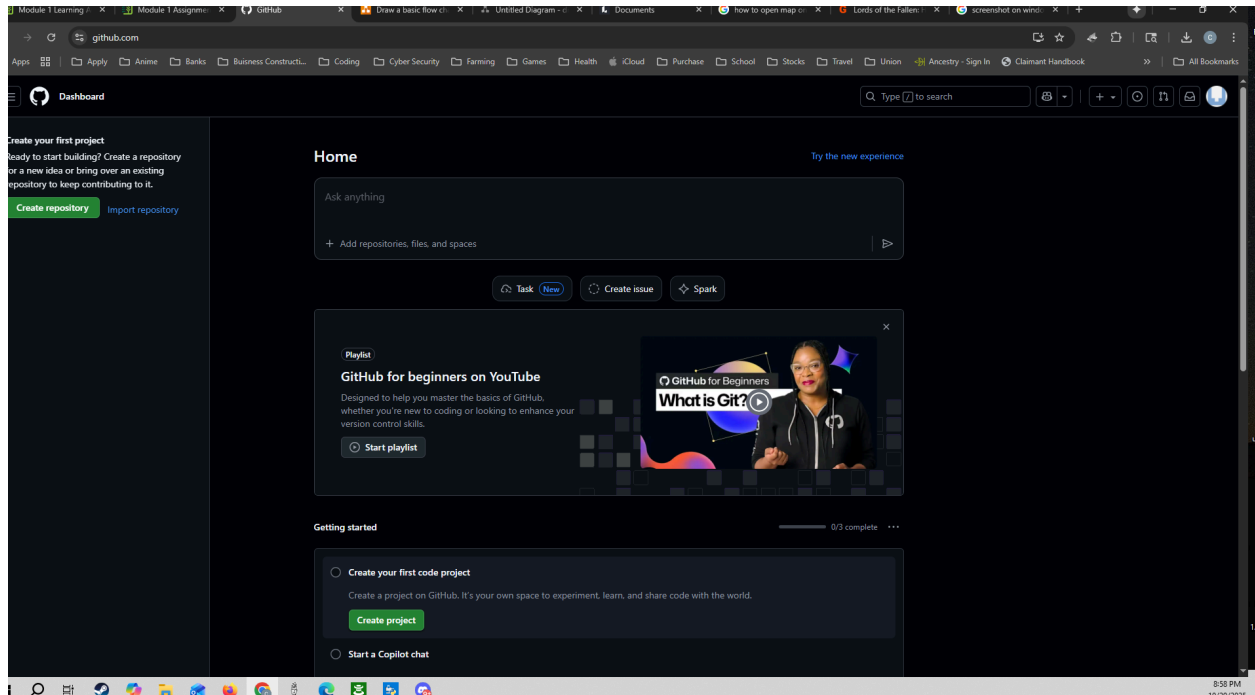 Module 1 Learning A
Module 1 Assignmer
GitHub
Draw a basic flow ch
Untitled Diagram - d
Documents
how to open map or
Lords of the Fallen:
screenshot on wind
github.com
Apps
Apply
Anime
Banks
Buisness Constructi...
Coding
Cyber Security
Farming
Games
Health
iCloud
Purchase
School
Stocks
Travel
Union
Ancestry - Sign In
Claimant Handbook
All Bookmarks
Dashboard
Type / to search
Create your first project
Ready to start building? Create a repository
for a new idea or bring over an existing
repository to keep contributing to it.
Create repository
Import repository
Home
Try the new experience
Ask anything
+ Add repositories, files, and spaces
Task New
Create issue
Spark
Playlist
GitHub for beginners on YouTube
Designed to help you master the basics of GitHub,
whether you're new to coding or looking to enhance your
version control skills.
Start playlist
GitHub for Beginners
What is Git?
Getting started
0/3 complete
Create your first code project
Create a project on GitHub. It's your own space to experiment, learn, and share code with the world.
Create project
Start a Copilot chat
8:58 PM